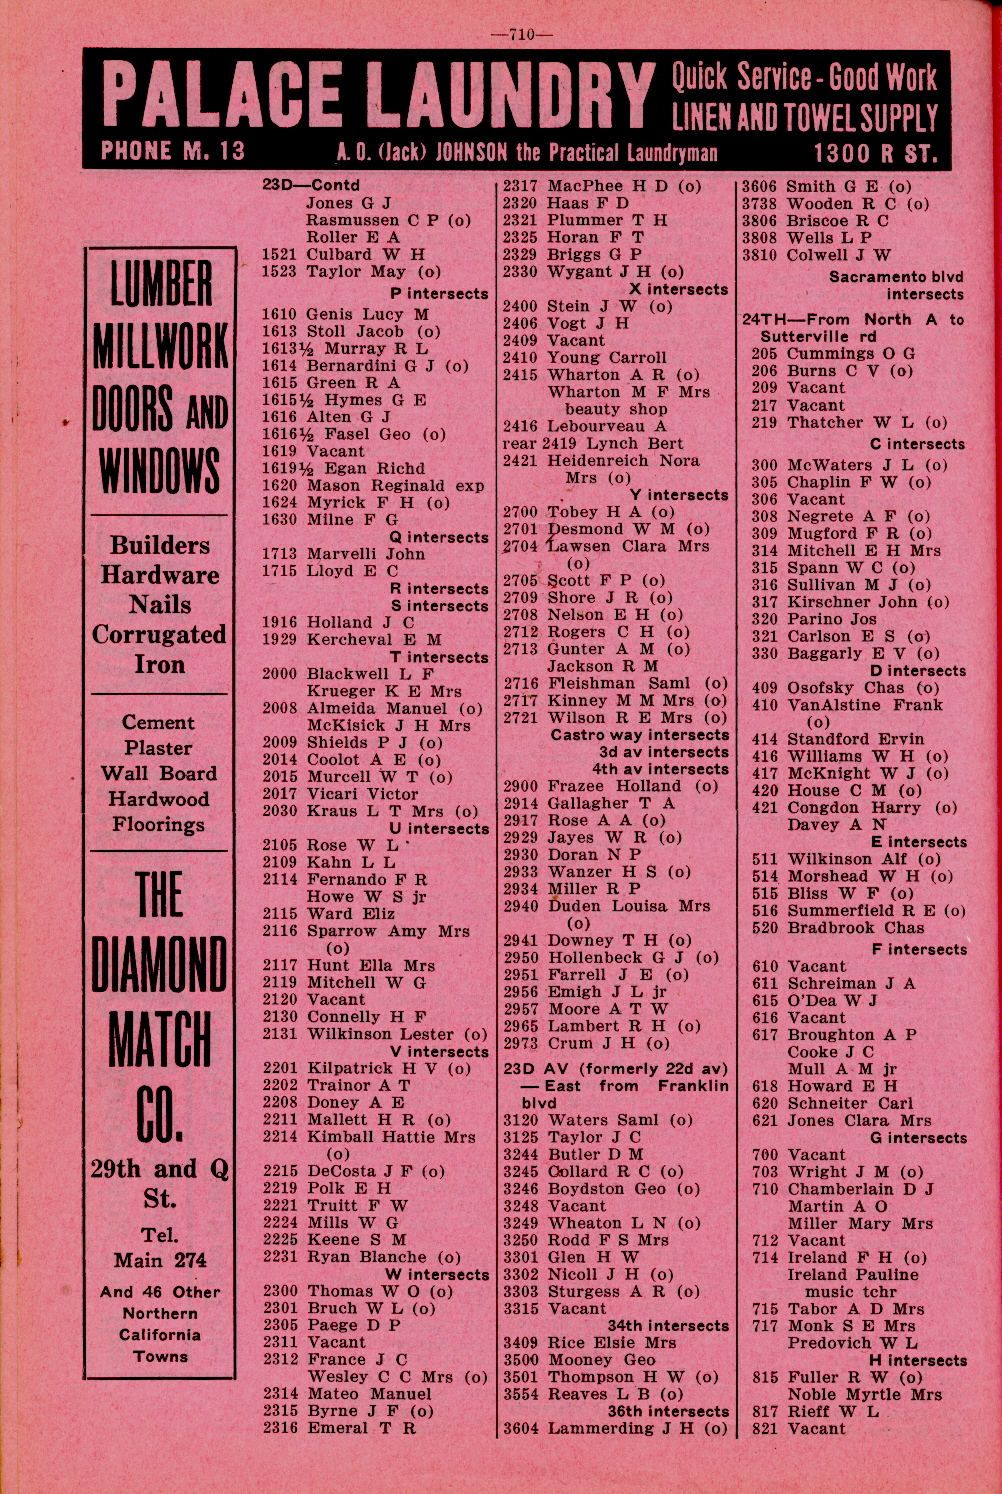 —710—
PALACE LAUNDRY
Quick Service - Good Work
LINEN AND TOWEL SUPPLY
PHONE M. 13 A. O. (Jack) JOHNSON the Practical Laundryman 1300 R ST.
LUMBER
MILLWORK
DOORS AND
WINDOWS
Builders
Hardware
Nails
Corrugated
Iron
Cement
Plaster
Wall Board
Hardwood
Floorings
THE
DIAMOND
MATCH
CO.
29th and Q
St.
Tel.
Main 274
And 46 Other
Northern
California
Towns
23D—Contd
Jones G J
Rasmussen C P (o)
Roller E A
1521 Culbard W H
1523 Taylor May (o)
P intersects
1610 Genis Lucy M
1613 Stoll Jacob (o)
1613½ Murray R L
1614 Bernardini G J (o)
1615 Green R A
1615½ Hymes G E
1616 Alten G J
1616½ Fasel Geo (o)
1619 Vacant
1619½ Egan Richd
1620 Mason Reginald exp
1624 Myrick F H (o)
1630 Milne F G
Q intersects
1713 Marvelli John
1715 Lloyd E C
R intersects
S intersects
1916 Holland J C
1929 Kercheval E M
T intersects
2000 Blackwell L F
Krueger K E Mrs
2008 Almeida Manuel (o)
McKisick J H Mrs
2009 Shields P J (o)
2014 Coolot A E (o)
2015 Murcell W T (o)
2017 Vicari Victor
2030 Kraus L T Mrs (o)
U intersects
2105 Rose W L
2109 Kahn L L
2114 Fernando F R
Howe W S jr
2115 Ward Eliz
2116 Sparrow Amy Mrs
(o)
2117 Hunt Ella Mrs
2119 Mitchell W G
2120 Vacant
2130 Connelly H F
2131 Wilkinson Lester (o)
V intersects
2201 Kilpatrick H V (o)
2202 Trainor A T
2208 Doney A E
2211 Mallett H R (o)
2214 Kimball Hattie Mrs
(o)
2215 DeCosta J F (o)
2219 Polk E H
2221 Truitt F W
2224 Mills W G
2225 Keene S M
2231 Ryan Blanche (o)
W intersects
2300 Thomas W O (o)
2301 Bruch W L (o)
2305 Paege D P
2311 Vacant
2312 France J C
Wesley C C Mrs (o)
2314 Mateo Manuel
2315 Byrne J F (o)
2316 Emeral T R
2317 MacPhee H D (o)
2320 Haas F D
2321 Plummer T H
2325 Horan F T
2329 Briggs G P
2330 Wygant J H (o)
X intersects
2400 Stein J W (o)
2406 Vogt J H
2409 Vacant
2410 Young Carroll
2415 Wharton A R (o)
Wharton M F Mrs
beauty shop
2416 Lebourveau A
rear 2419 Lynch Bert
2421 Heidenreich Nora
Mrs (o)
Y intersects
2700 Tobey H A (o)
2701 Desmond W M (o)
2704 Lawsen Clara Mrs
(o)
2705 Scott F P (o)
2709 Shore J R (o)
2708 Nelson E H (o)
2712 Rogers C H (o)
2713 Gunter A M (o)
Jackson R M
2716 Fleishman Saml (o)
2717 Kinney M M Mrs (o)
2721 Wilson R E Mrs (o)
Castro way intersects
3d av intersects
4th av intersects
2900 Frazee Holland (o)
2914 Gallagher T A
2917 Rose A A (o)
2929 Jayes W R (o)
2930 Doran N P
2933 Wanzer H S (o)
2934 Miller R P
2940 Duden Louisa Mrs
(o)
2941 Downey T H (o)
2950 Hollenbeck G J (o)
2951 Farrell J E (o)
2956 Emigh J L jr
2957 Moore A T W
2965 Lambert R H (o)
2973 Crum J H (o)
23D AV (formerly 22d av)
—East from Franklin
blvd
3120 Waters Saml (o)
3125 Taylor J C
3244 Butler D M
3245 Collard R C (o)
3246 Boydston Geo (o)
3248 Vacant
3249 Wheaton L N (o)
3250 Rodd F S Mrs
3301 Glen H W
3302 Nicoll J H (o)
3303 Sturgess A R (o)
3315 Vacant
34th intersects
3409 Rice Elsie Mrs
3500 Mooney Geo
3501 Thompson H W (o)
3554 Reaves L B (o)
36th intersects
3604 Lammerding J H (o)
3606 Smith G E (o)
3738 Wooden R C (o)
3806 Briscoe R C
3808 Wells L P
3810 Colwell J W
Sacramento blvd
intersects
24TH—From North A to
Sutterville rd
205 Cummings O G
206 Burns C V (o)
209 Vacant
217 Vacant
219 Thatcher W L (o)
C intersects
300 McWaters J L (o)
305 Chaplin F W (o)
306 Vacant
308 Negrete A F (o)
309 Mugford F R (o)
314 Mitchell E H Mrs
315 Spann W C (o)
316 Sullivan M J (o)
317 Kirschner John (o)
320 Parino Jos
321 Carlson E S (o)
330 Baggarly E V (o)
D intersects
409 Osofsky Chas (o)
410 VanAlstine Frank
(o)
414 Standford Ervin
416 Williams W H (o)
417 McKnight W J (o)
420 House C M (o)
421 Congdon Harry (o)
Davey A N
E intersects
511 Wilkinson Alf (o)
514 Morshead W H (o)
515 Bliss W F (o)
516 Summerfield R E (o)
520 Bradbrook Chas
F intersects
610 Vacant
611 Schreiman J A
615 O'Dea W J
616 Vacant
617 Broughton A P
Cooke J C
Mull A M jr
618 Howard E H
620 Schneiter Carl
621 Jones Clara Mrs
G intersects
700 Vacant
703 Wright J M (o)
710 Chamberlain D J
Martin A O
Miller Mary Mrs
712 Vacant
714 Ireland F H (o)
Ireland Pauline
music tchr
715 Tabor A D Mrs
717 Monk S E Mrs
Predovich W L
H intersects
815 Fuller R W (o)
Noble Myrtle Mrs
817 Rieff W L
821 Vacant